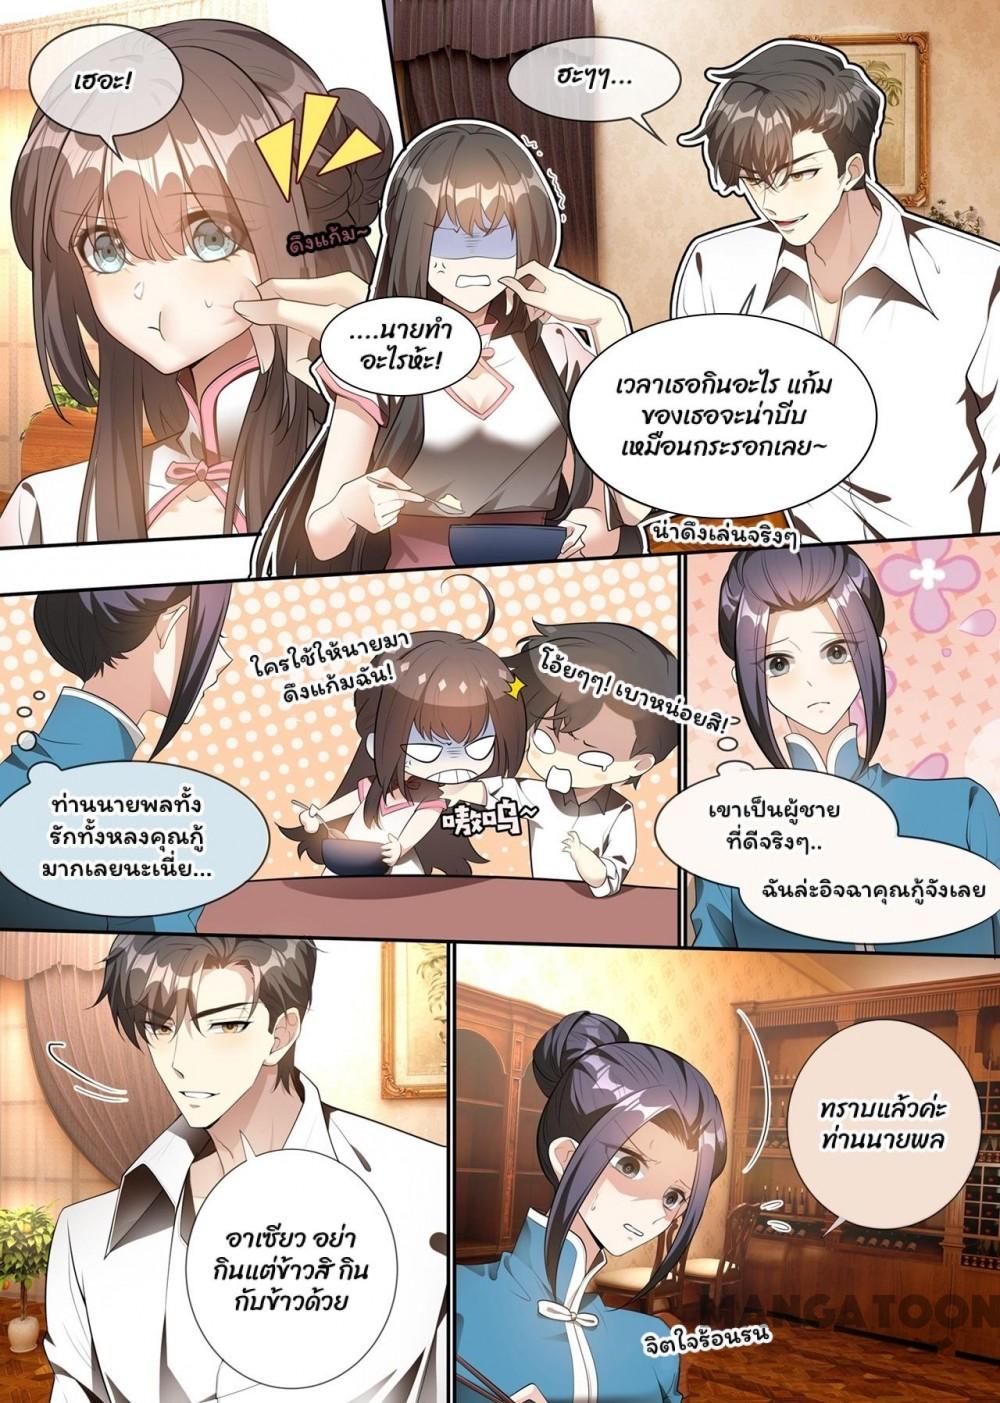 เฮอะ!
ฮะๆๆ...
ดึงแก้ม~
....นายทำ
อะไรห้ะ!
เวลาเธอกินอะไร แก้ม
ของเธอจะน่าบีบ
เหมือนกระรอกเลย~
น่าดึงเล่นจริงๆ
ใครใช้ให้นายมา
ดึงแก้มฉัน!
โอ้ยๆๆ! เบาหน่อยสิ!
嗷呜~
ท่านนายพลทั้ง
รักทั้งหลงคุณกู้
มากเลยนะเนี่ย...
เขาเป็นผู้ชาย
ที่ดีจริงๆ..
ฉันล่ะอิจฉาคุณกู้จังเลย
อาเซียว อย่า
กินแต่ข้าวสิ กิน
กับข้าวด้วย
ทราบแล้วค่ะ
ท่านนายพล
จิตใจร้อนรน
MANGATOON